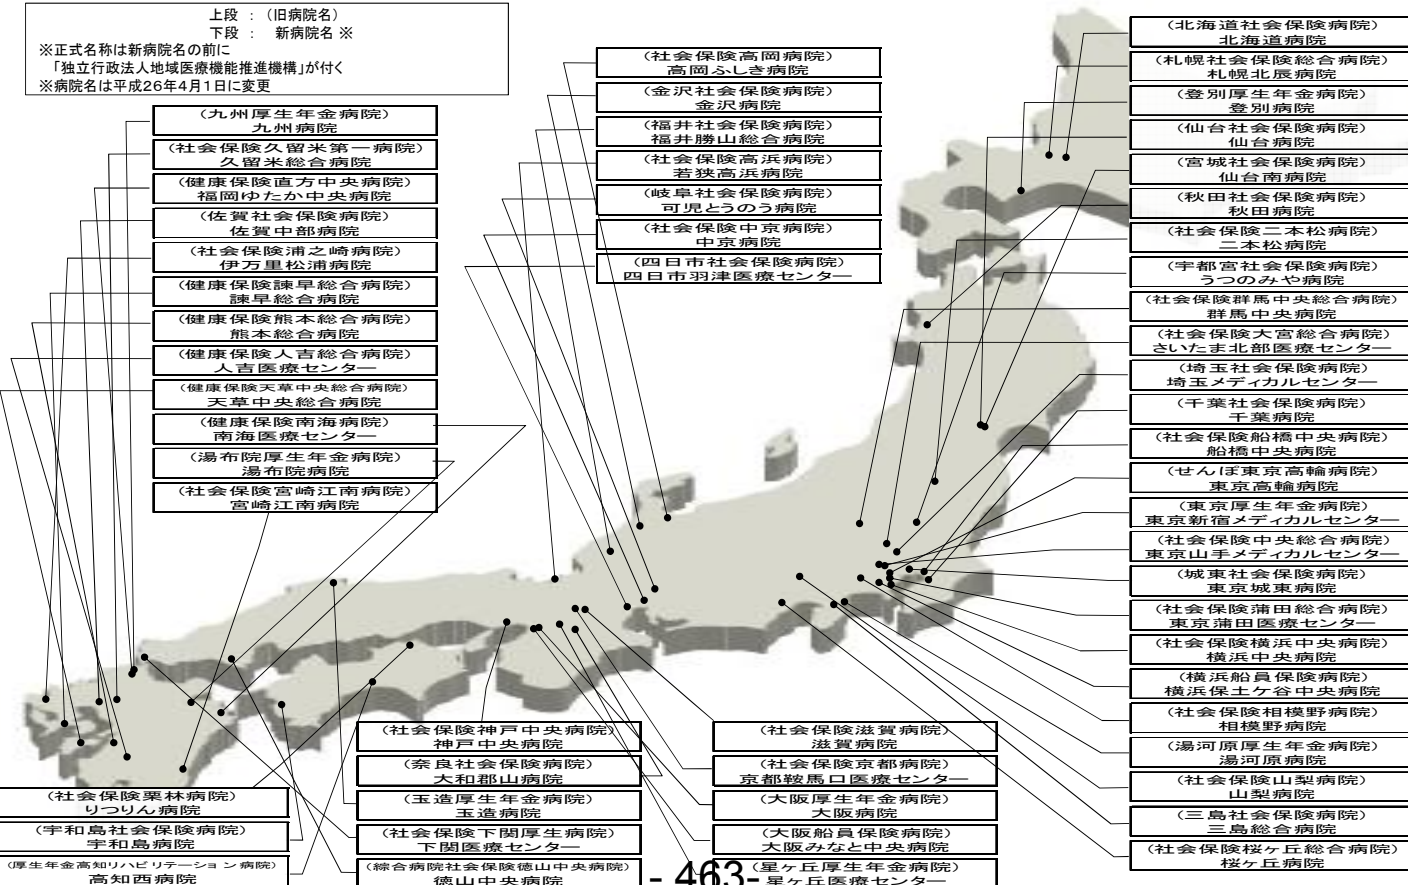 上段 ： （旧病院名）
下段 ： 新病院名 ※
※正式名称は新病院名の前に
「独立行政法人地域医療機能推進機構」が付く
※病院名は平成26年4月1日に変更
（九州厚生年金病院）
九州病院
（社会保険久留米第一病院）
久留米総合病院
（健康保険直方中央病院）
福岡ゆたか中央病院
（佐賀社会保険病院）
佐賀中部病院
（社会保険浦之崎病院）
伊万里松浦病院
（健康保険諫早総合病院）
諫早総合病院
（健康保険熊本総合病院）
熊本総合病院
（健康保険人吉総合病院）
人吉医療センター
（健康保険天草中央総合病院）
天草中央総合病院
（健康保険南海病院）
南海医療センター
（湯布院厚生年金病院）
湯布院病院
（社会保険宮崎江南病院）
宮崎江南病院
（社会保険高岡病院）
高岡ふしき病院
（金沢社会保険病院）
金沢病院
（福井社会保険病院）
福井勝山総合病院
（社会保険高浜病院）
若狭高浜病院
（岐阜社会保険病院）
可児とうのう病院
（社会保険中京病院）
中京病院
（四日市社会保険病院）
四日市羽津医療センター
（北海道社会保険病院）
北海道病院
（札幌社会保険総合病院）
札幌北辰病院
（登別厚生年金病院）
登別病院
（仙台社会保険病院）
仙台病院
（宮城社会保険病院）
仙台南病院
（秋田社会保険病院）
秋田病院
（社会保険二本松病院）
二本松病院
（宇都宮社会保険病院）
うつのみや病院
（社会保険群馬中央総合病院）
群馬中央病院
（社会保険大宮総合病院）
さいたま北部医療センター
（埼玉社会保険病院）
埼玉メディカルセンター
（千葉社会保険病院）
千葉病院
（社会保険船橋中央病院）
船橋中央病院
（せんぽ東京高輪病院）
東京高輪病院
（東京厚生年金病院）
東京新宿メディカルセンター
（社会保険中央総合病院）
東京山手メディカルセンター
（城東社会保険病院）
東京城東病院
（社会保険蒲田総合病院）
東京蒲田医療センター
（社会保険横浜中央病院）
横浜中央病院
（横浜船員保険病院）
横浜保土ケ谷中央病院
（社会保険相模野病院）
相模野病院
（湯河原厚生年金病院）
湯河原病院
（社会保険山梨病院）
山梨病院
（三島社会保険病院）
三島総合病院
（社会保険桜ヶ丘総合病院）
桜ヶ丘病院
（社会保険神戸中央病院）
神戸中央病院
（奈良社会保険病院）
大和郡山病院
（玉造厚生年金病院）
玉造病院
（社会保険下関厚生病院）
下関医療センター
（綜合病院社会保険徳山中央病院）
徳山中央病院
（社会保険滋賀病院）
滋賀病院
（社会保険京都病院）
京都鞍馬口医療センター
（大阪厚生年金病院）
大阪病院
（大阪船員保険病院）
大阪みなと中央病院
（星ヶ丘厚生年金病院）
星ヶ丘医療センター
（社会保険栗林病院）
りつりん病院
（宇和島社会保険病院）
宇和島病院
（厚生年金高知リハビリテーション病院）
高知西病院
- 463-